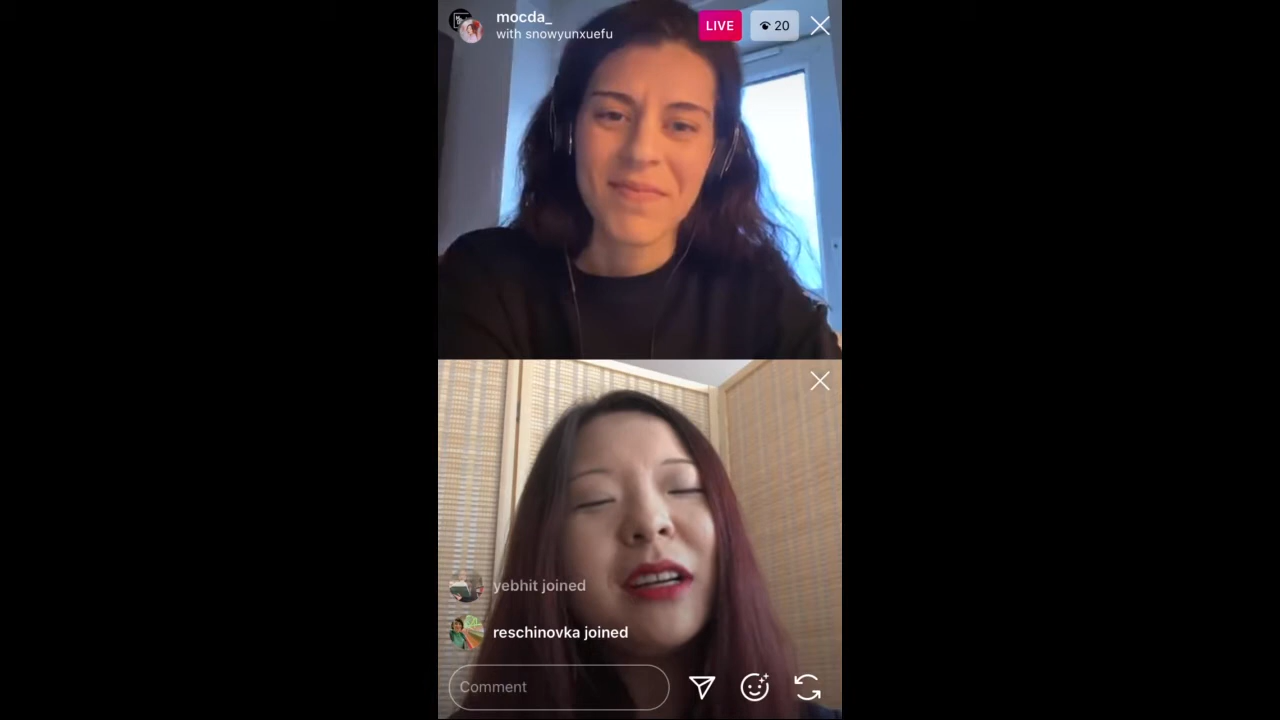 mocda_
with snowyunxuefu
LIVE
20
yebhit joined
reschinovka joined
Comment